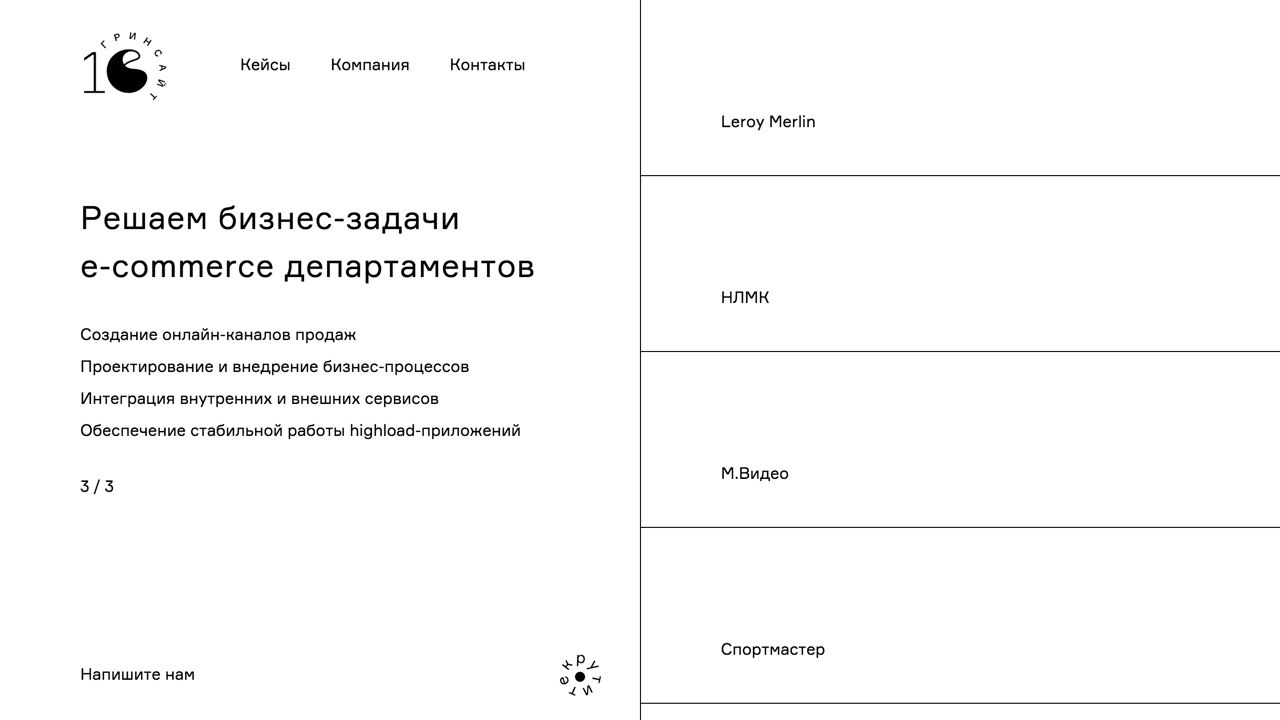 1
ГРИНСАЙТ
Кейсы
Компания
Контакты
Решаем бизнес-задачи
e-commerce департаментов
Создание онлайн-каналов продаж
Проектирование и внедрение бизнес-процессов
Интеграция внутренних и внешних сервисов
Обеспечение стабильной работы highload-приложений
3 / 3
Напишите нам
крутите
Leroy Merlin
НЛМК
М.Видео
Спортмастер